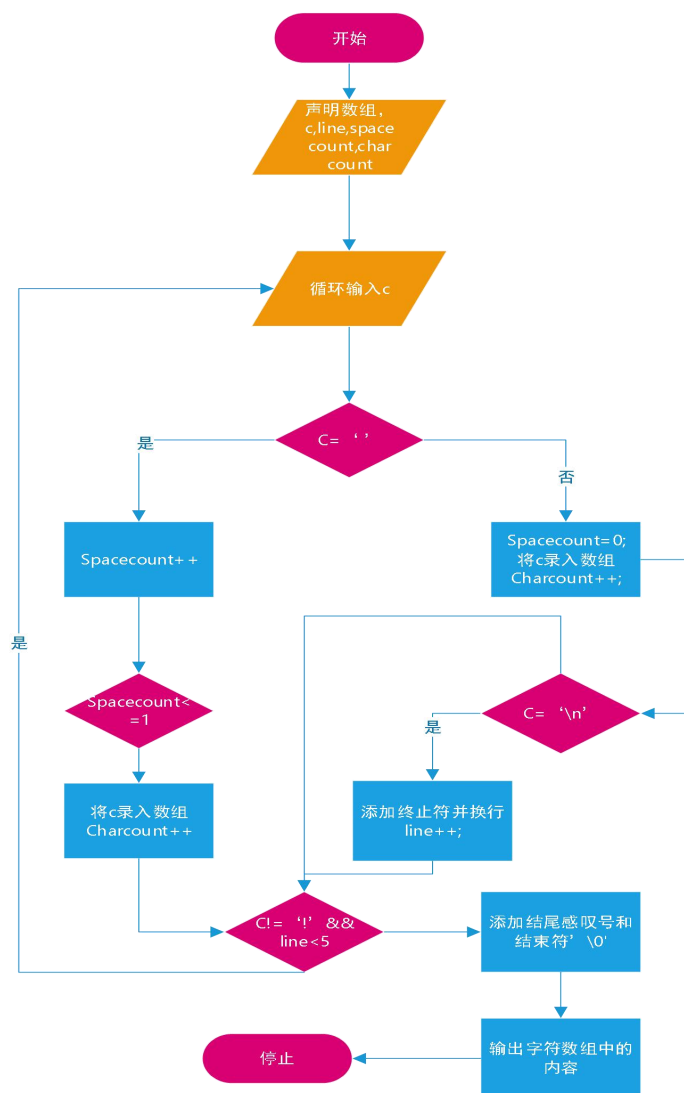 开始
声明数组，
c,line,space
count,char
count
循环输入c
C= ‘ ’
是
否
Spacecount++
Spacecount=0;
将c录入数组
Charcount++;
是
Spacecount<
=1
C= ‘\n’
是
将c录入数组
Charcount++
添加终止符并换行
line++;
C!= ‘!’ &&
line<5
添加结尾感叹号和
结束符’\0'
输出字符数组中的
内容
停止